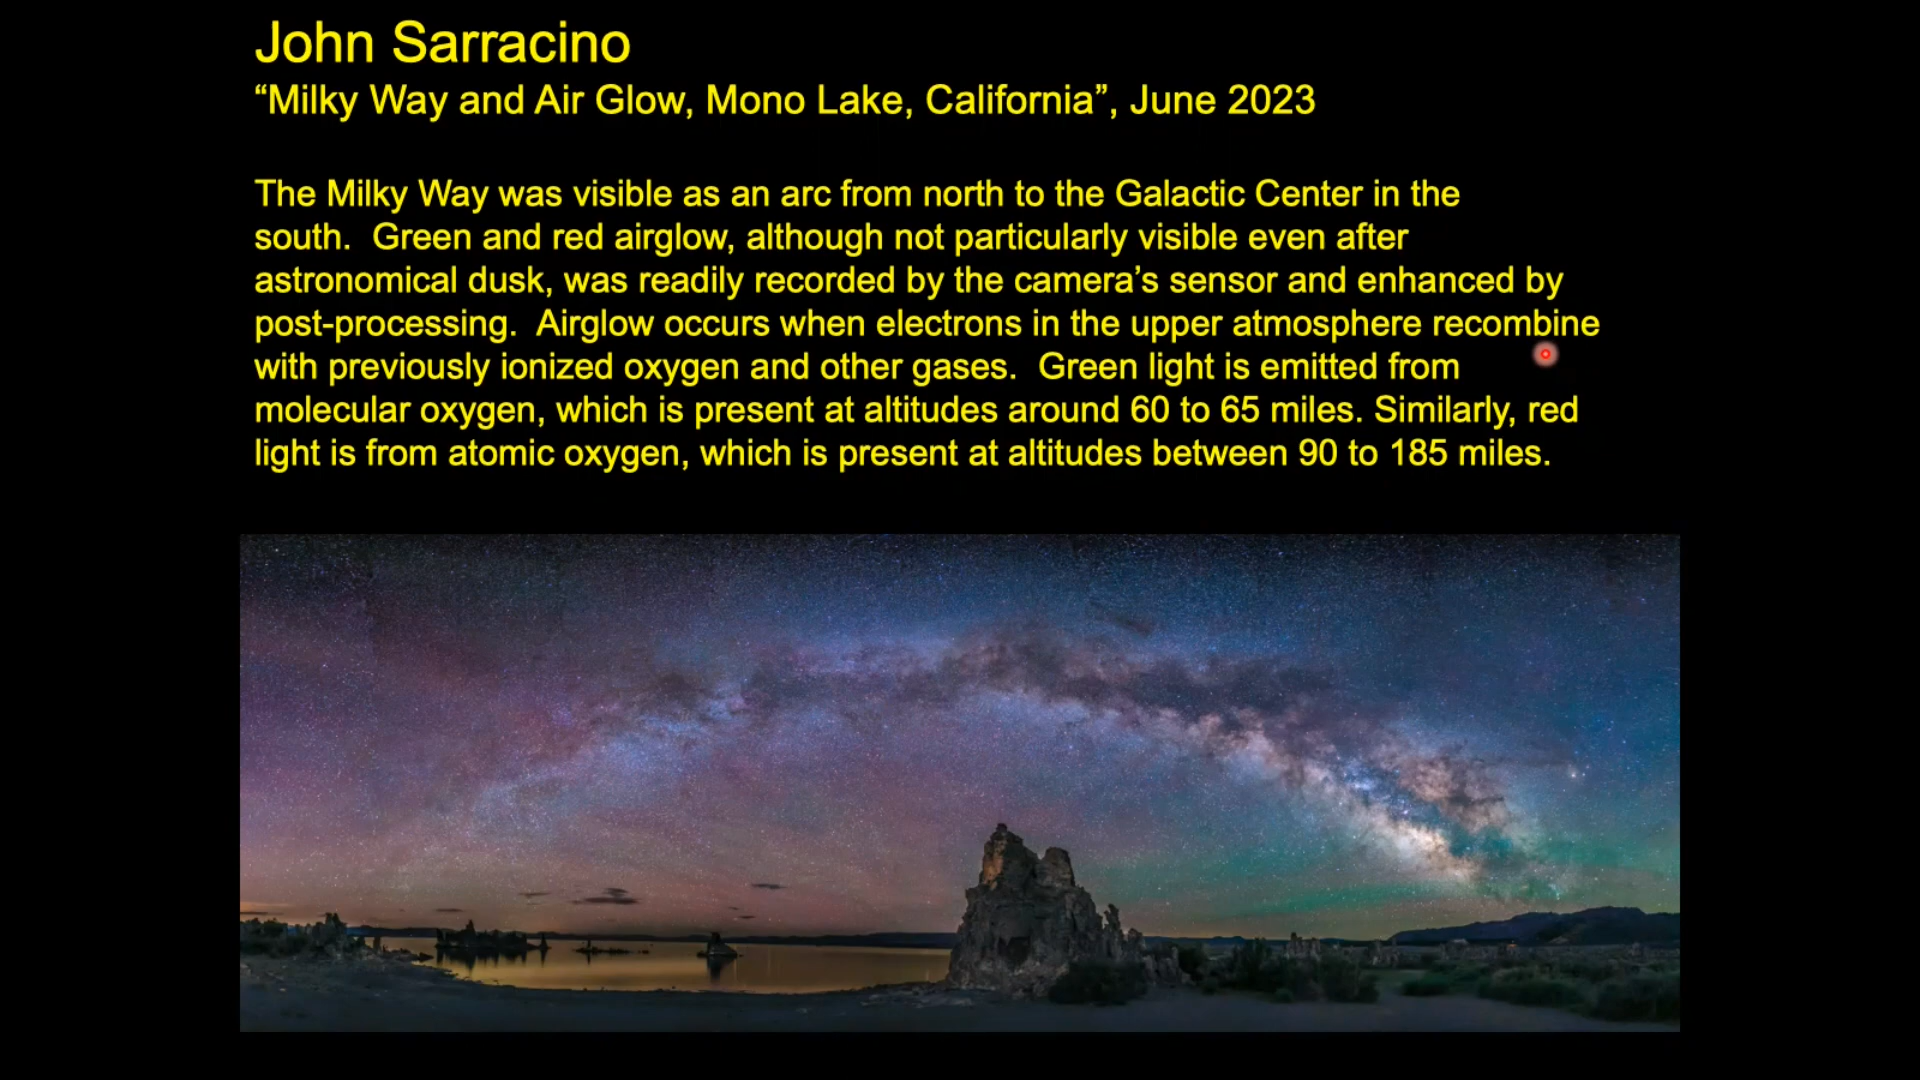 John Sarracino
“Milky Way and Air Glow, Mono Lake, California”, June 2023
The Milky Way was visible as an arc from north to the Galactic Center in the
south.  Green and red airglow, although not particularly visible even after
astronomical dusk, was readily recorded by the camera’s sensor and enhanced by
post-processing.  Airglow occurs when electrons in the upper atmosphere recombine
with previously ionized oxygen and other gases.  Green light is emitted from
molecular oxygen, which is present at altitudes around 60 to 65 miles. Similarly, red
light is from atomic oxygen, which is present at altitudes between 90 to 185 miles.